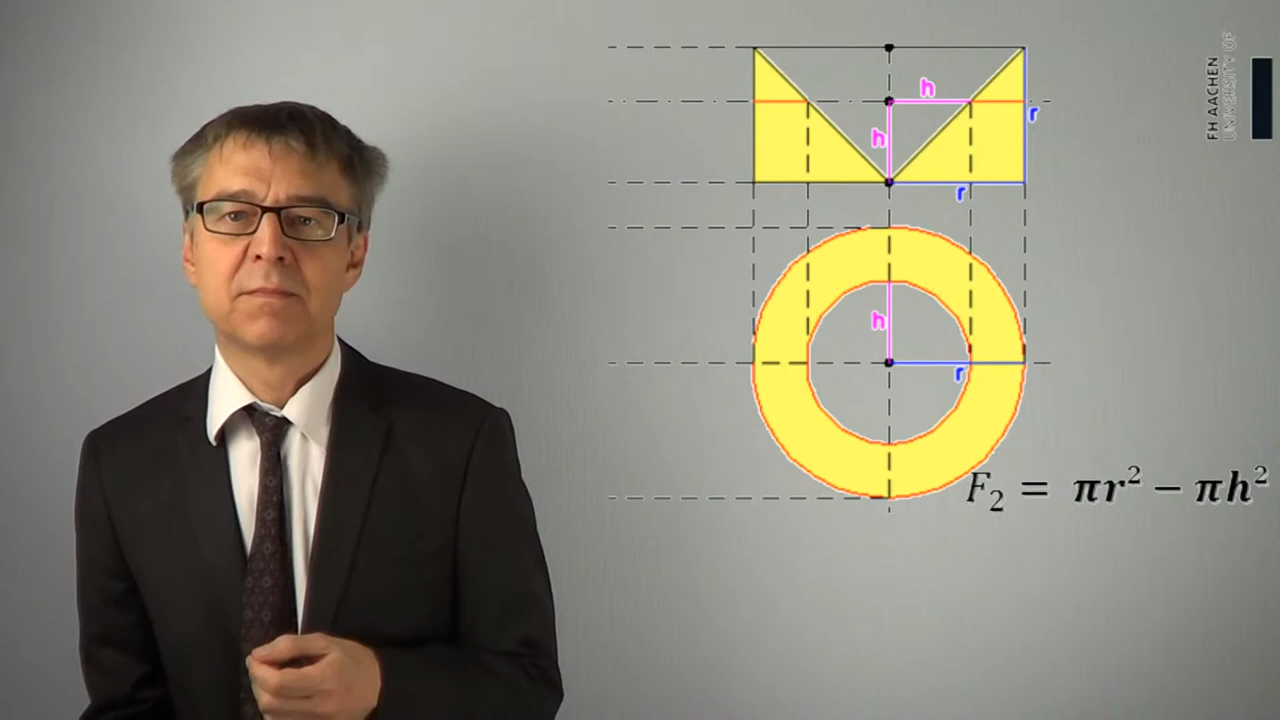 h
h
r
r
h
r
F₂ = πr² − πh²
FH AACHEN
UNIVERSITY OF